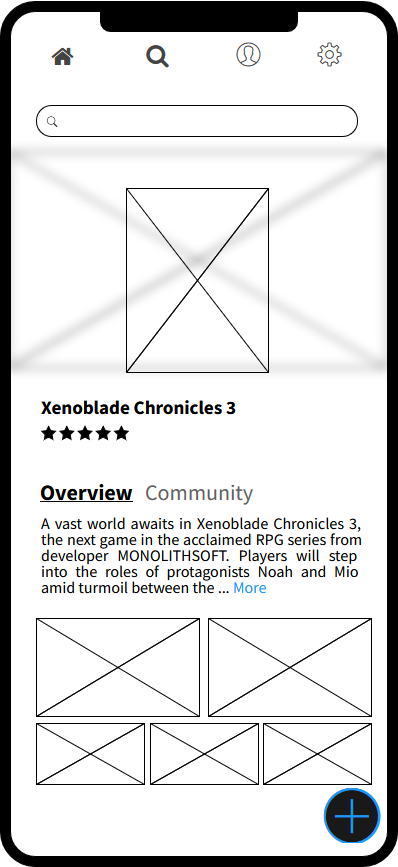 Xenoblade Chronicles 3
Overview Community
A vast world awaits in Xenoblade Chronicles 3,
the next game in the acclaimed RPG series from
developer MONOLITHSOFT. Players will step
into the roles of protagonists Noah and Mio
amid turmoil between the ... More